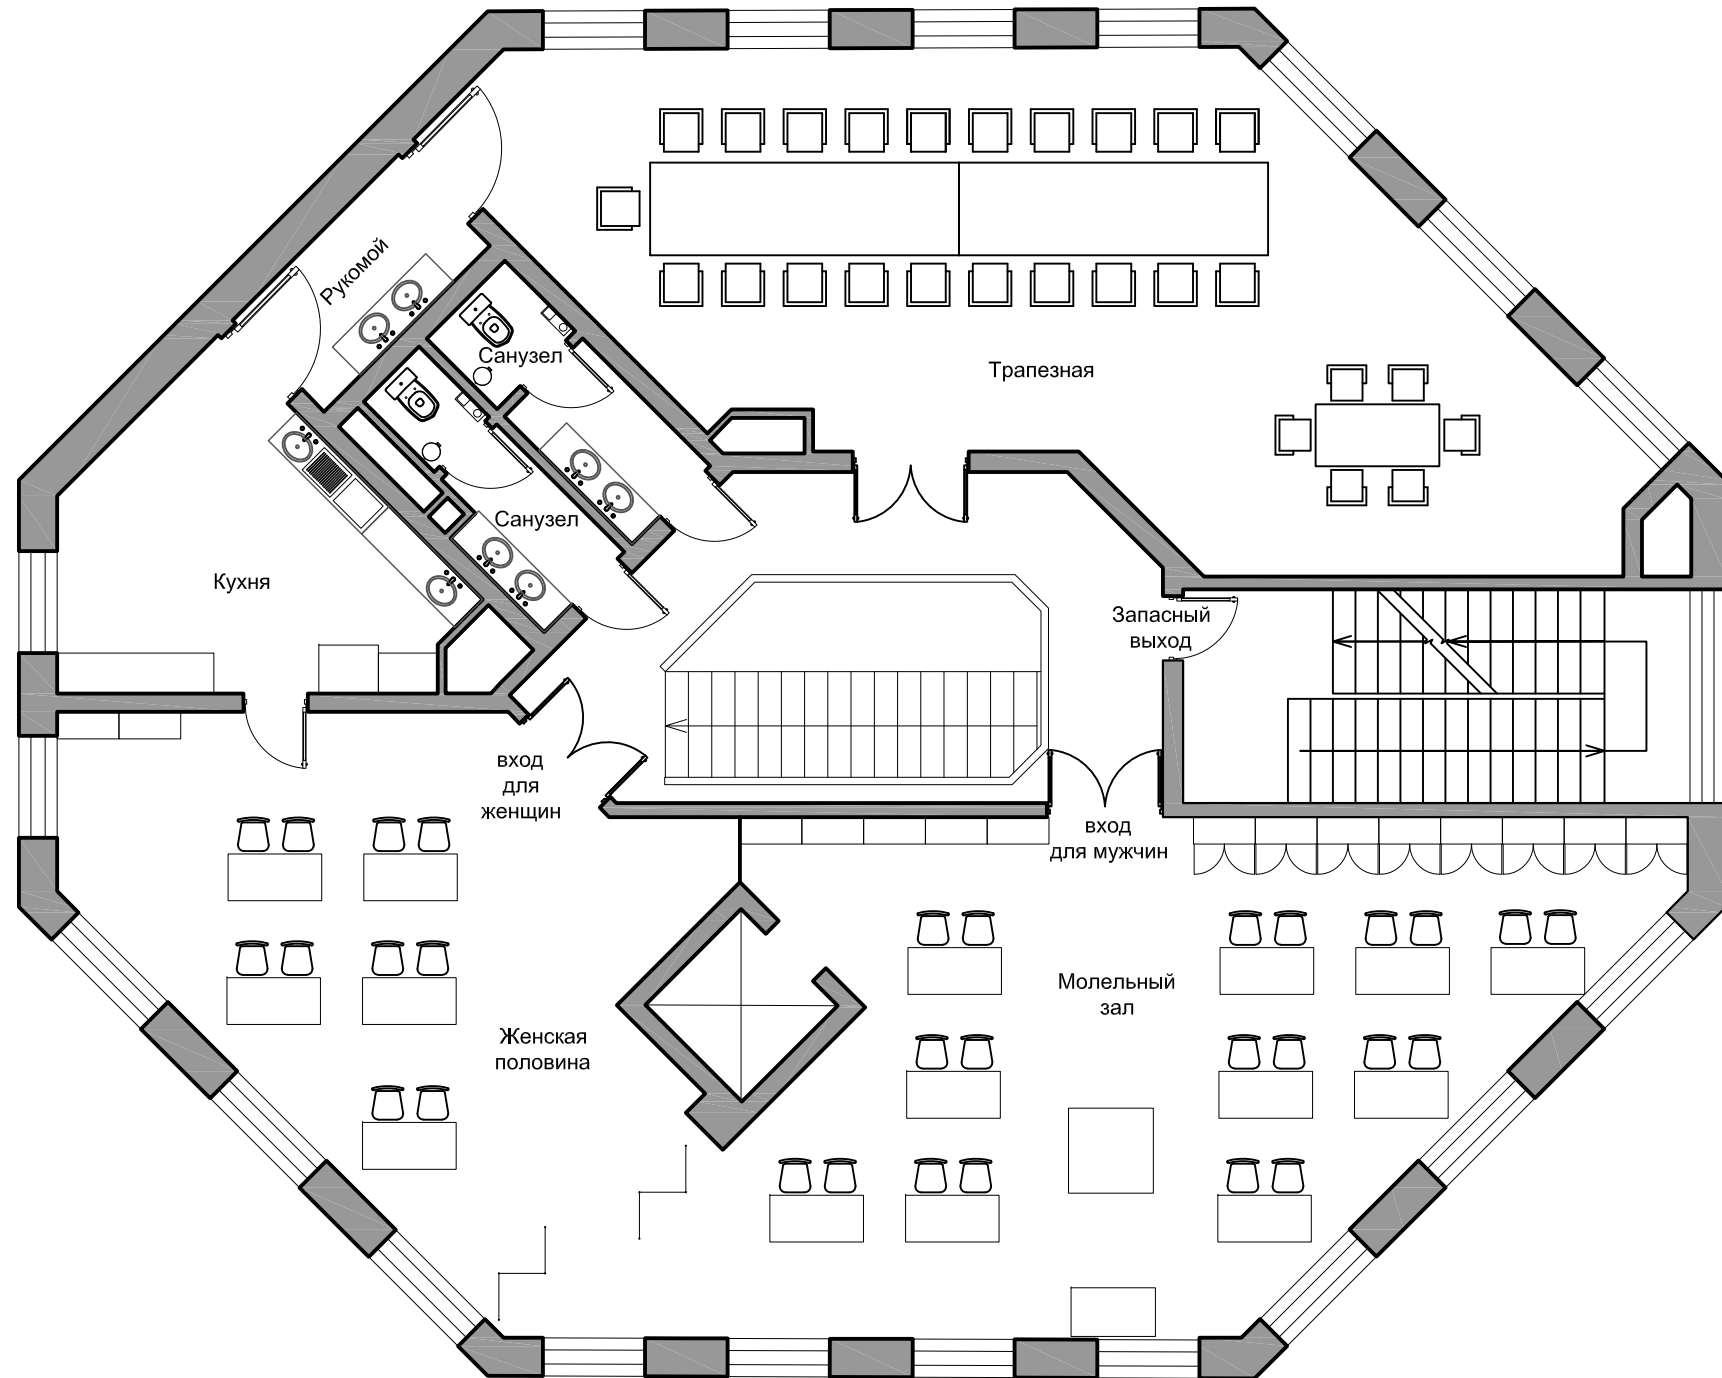 Рукомой
Санузел
Трапезная
Санузел
Кухня
Запасный
выход
вход
для
женщин
вход
для мужчин
Молельный
зал
Женская
половина